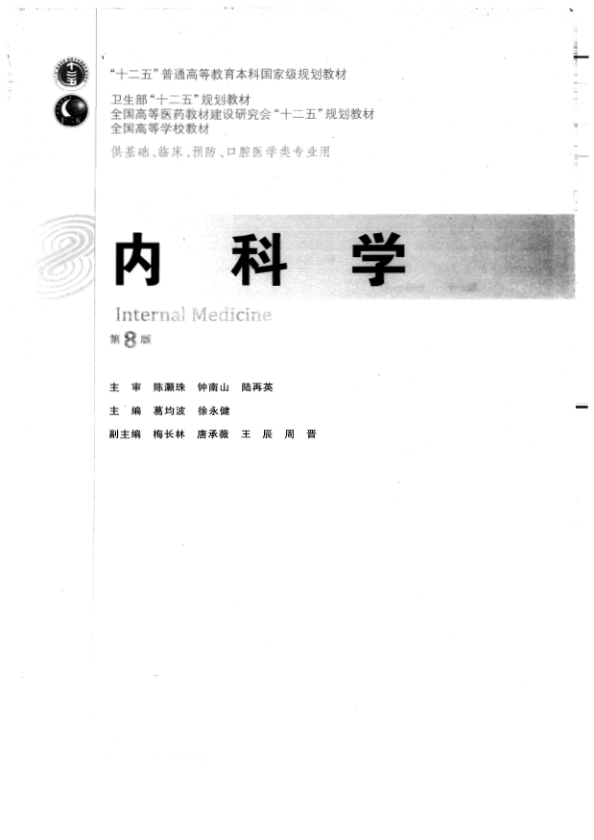 “十二五”普通高等教育本科国家级规划教材
卫生部“十二五”规划教材
全国高等医药教材建设研究会“十二五”规划教材
全国高等学校教材
供基础、临床、预防、口腔医学类专业用
8
内 科 学
Internal Medicine
第8版
主 审 陈灏珠 钟南山 陆再英
主 编 葛均波 徐永健
副主编 梅长林 唐承薇 王 辰 周 晋